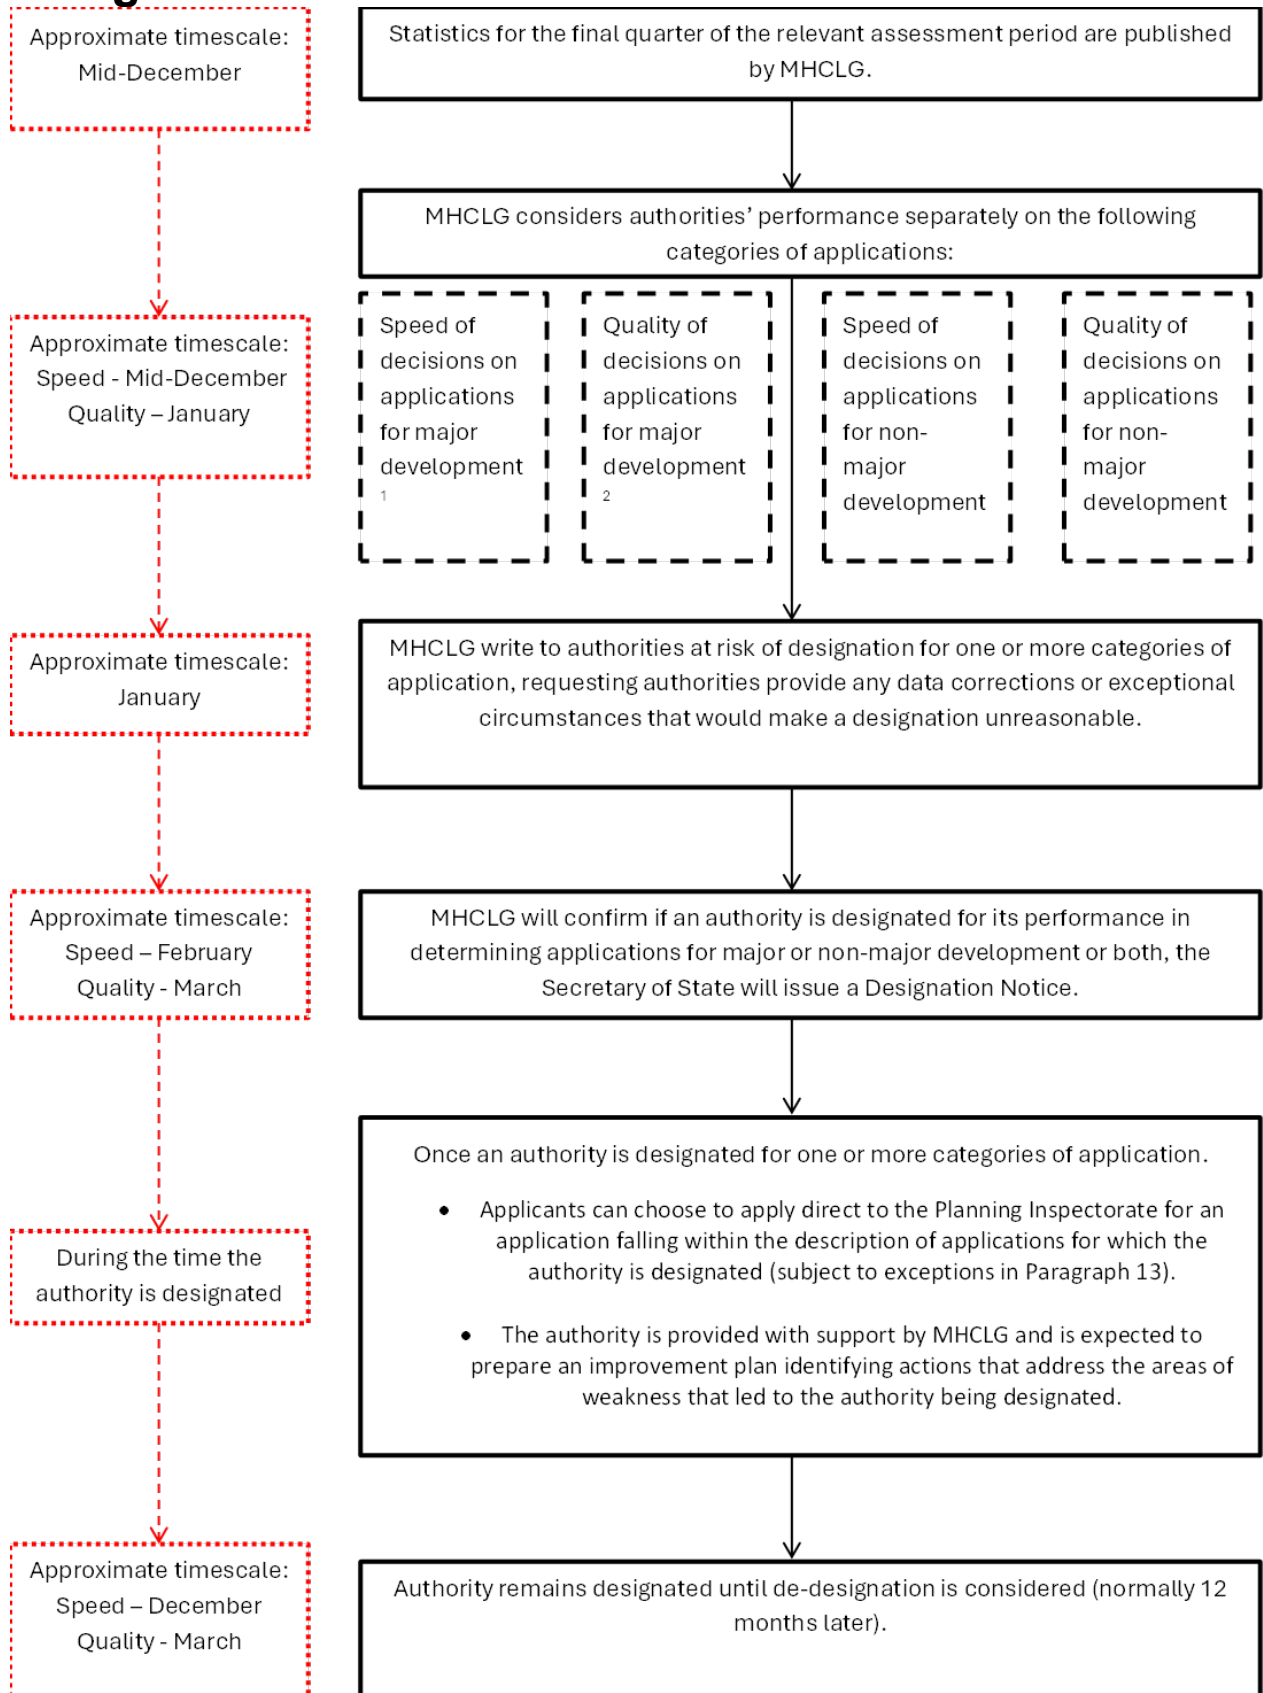 Approximate timescale:
Mid-December
Statistics for the final quarter of the relevant assessment period are published
by MHCLG.
MHCLG considers authorities’ performance separately on the following
categories of applications:
Approximate timescale:
Speed - Mid-December
Quality – January
Speed of
decisions on
applications
for major
development
1
Quality of
decisions on
applications
for major
development
2
Speed of
decisions on
applications
for non-
major
development
Quality of
decisions on
applications
for non-
major
development
Approximate timescale:
January
MHCLG write to authorities at risk of designation for one or more categories of
application, requesting authorities provide any data corrections or exceptional
circumstances that would make a designation unreasonable.
Approximate timescale:
Speed – February
Quality - March
MHCLG will confirm if an authority is designated for its performance in
determining applications for major or non-major development or both, the
Secretary of State will issue a Designation Notice.
During the time the
authority is designated
Once an authority is designated for one or more categories of application.
• Applicants can choose to apply direct to the Planning Inspectorate for an
application falling within the description of applications for which the
authority is designated (subject to exceptions in Paragraph 13).
• The authority is provided with support by MHCLG and is expected to
prepare an improvement plan identifying actions that address the areas of
weakness that led to the authority being designated.
Approximate timescale:
Speed – December
Quality - March
Authority remains designated until de-designation is considered (normally 12
months later).